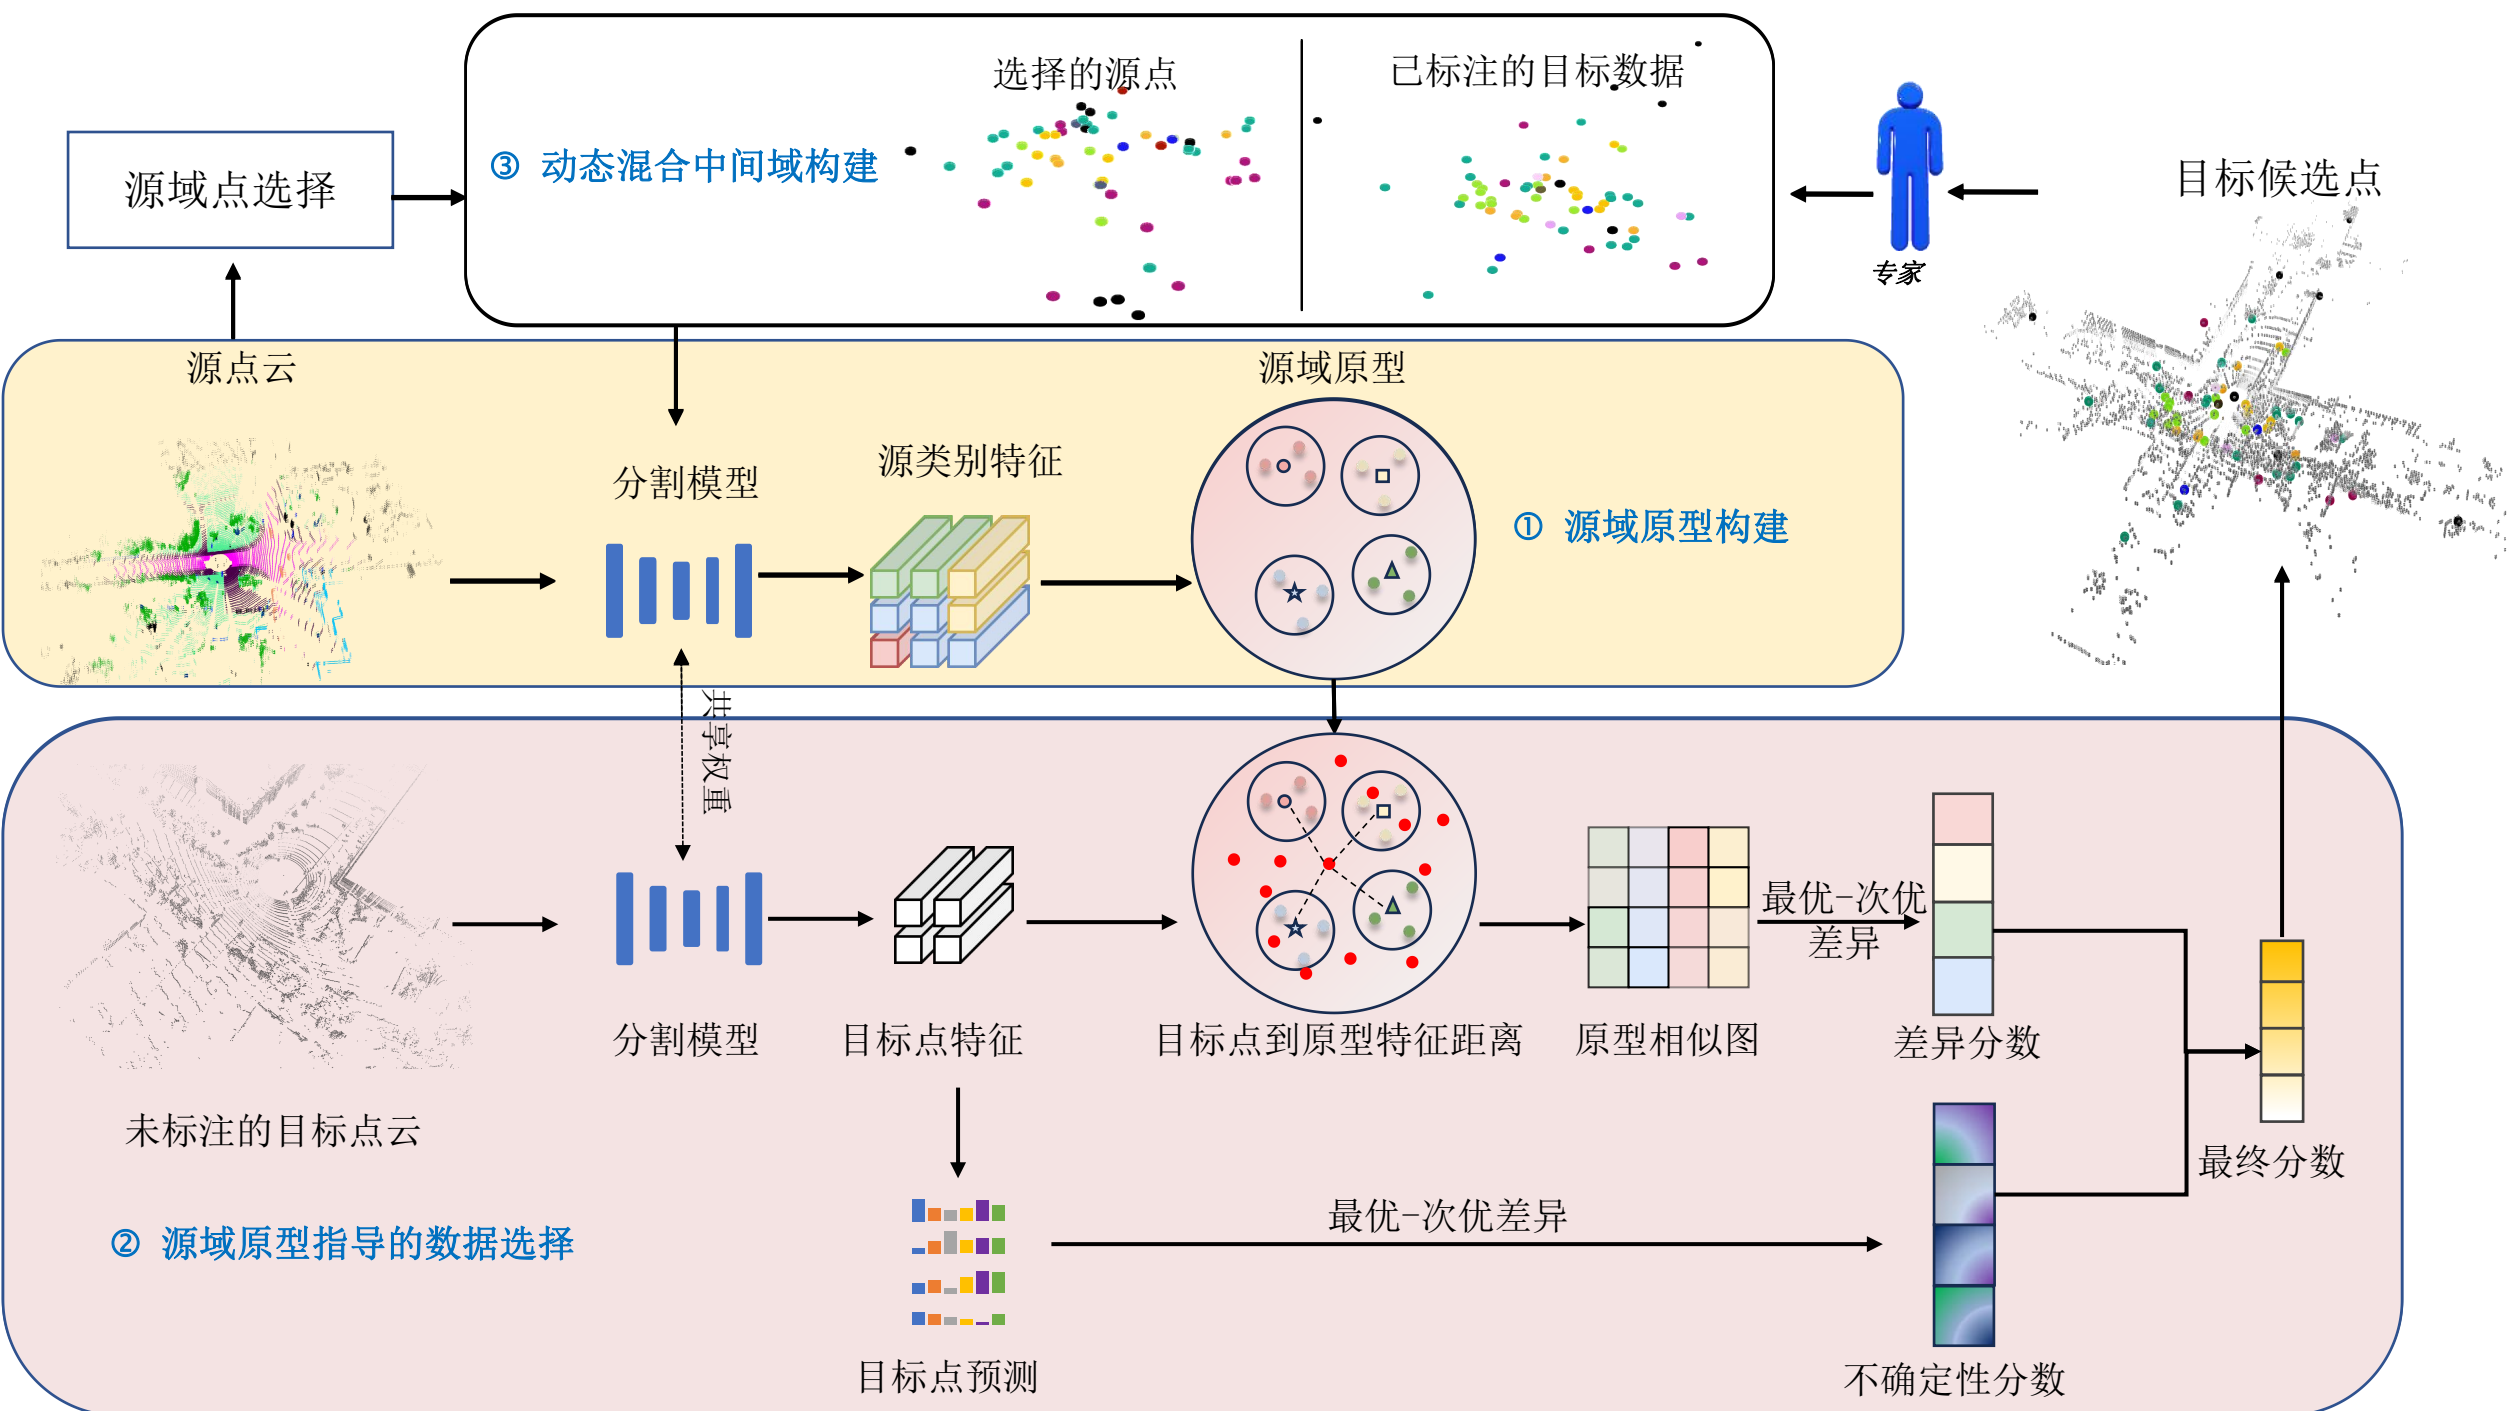 选择的源点
已标注的目标数据
③ 动态混合中间域构建
源域点选择
目标候选点
专家
源点云
源域原型
分割模型
源类别特征
① 源域原型构建
共享权重
最优-次优
差异
分割模型
目标点特征
目标点到原型特征距离
原型相似图
差异分数
未标注的目标点云
最终分数
② 源域原型指导的数据选择
最优-次优差异
目标点预测
不确定性分数